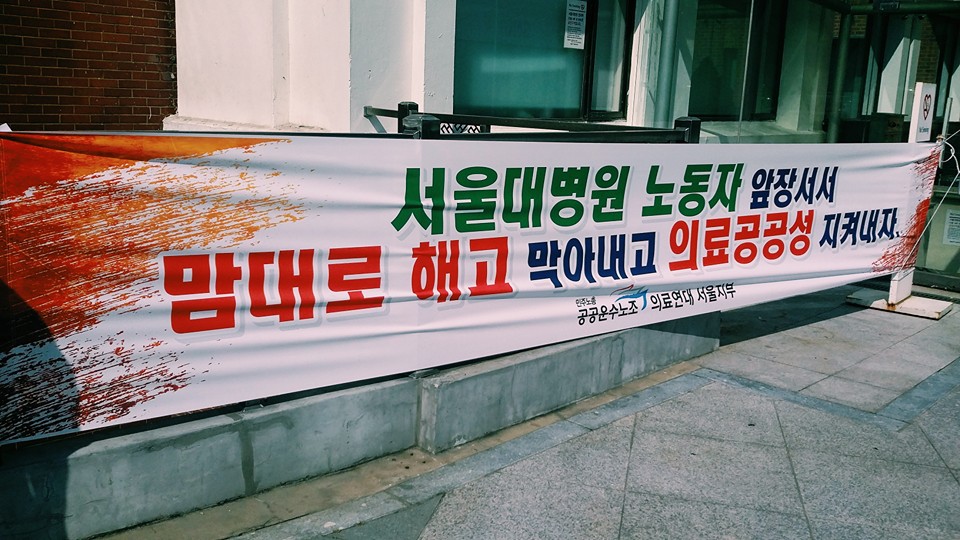 서울대병원 노동자 앞장서서
맘대로 해고 막아내고 의료공공성 지켜내자.
민주노총
공공운수노조 의료연대 서울지부